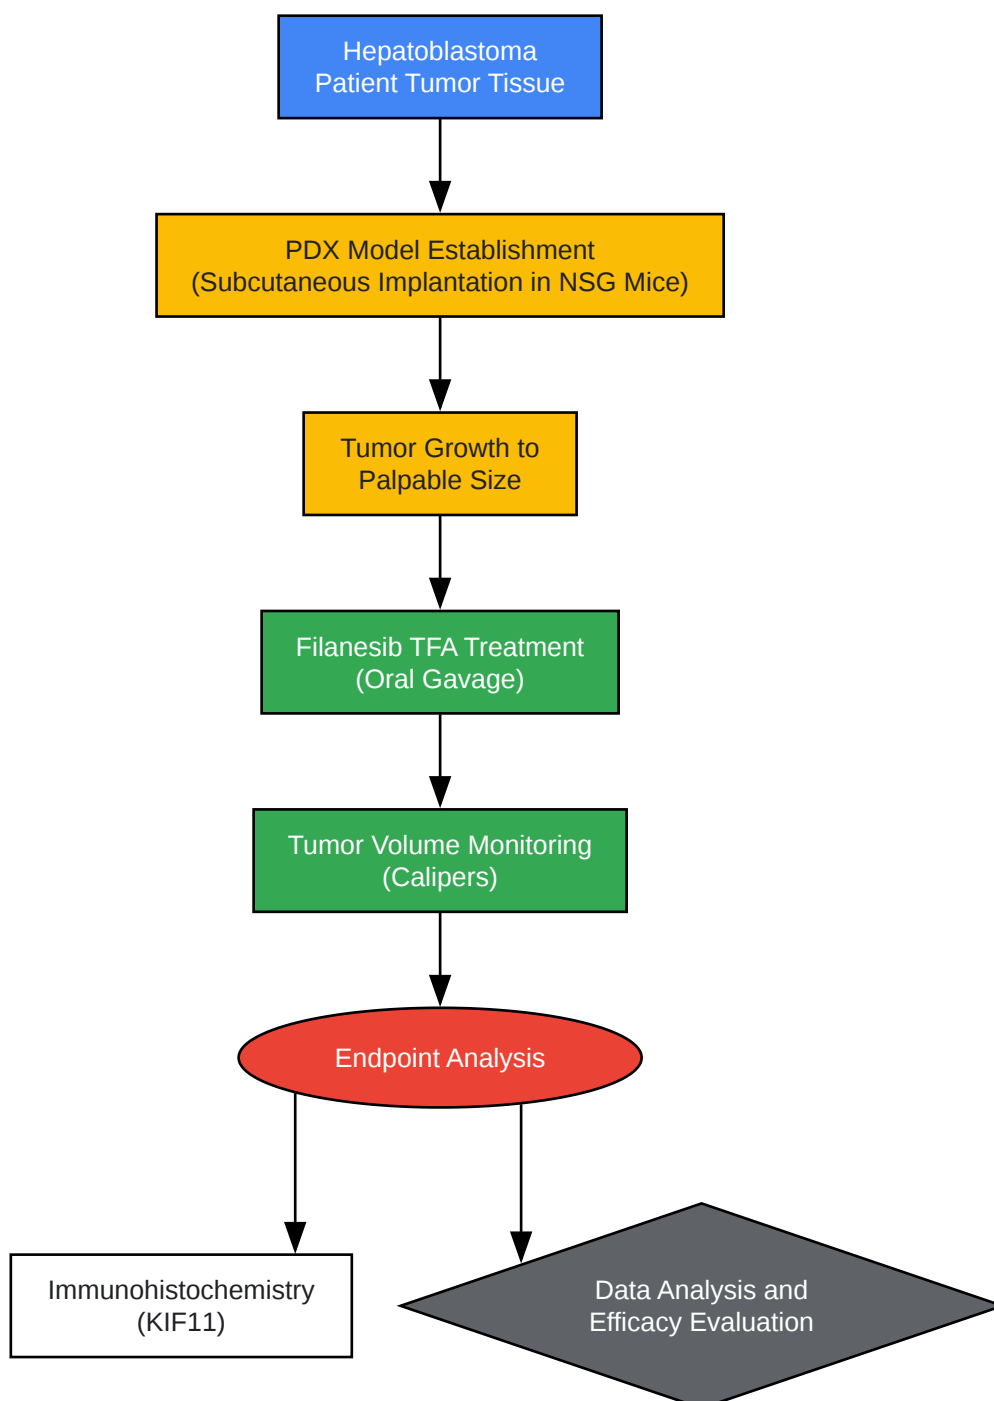 Hepatoblastoma
Patient Tumor Tissue
PDX Model Establishment
(Subcutaneous Implantation in NSG Mice)
Tumor Growth to
Palpable Size
Filanesib TFA Treatment
(Oral Gavage)
Tumor Volume Monitoring
(Calipers)
Endpoint Analysis
Immunohistochemistry
(KIF11)
Data Analysis and
Efficacy Evaluation